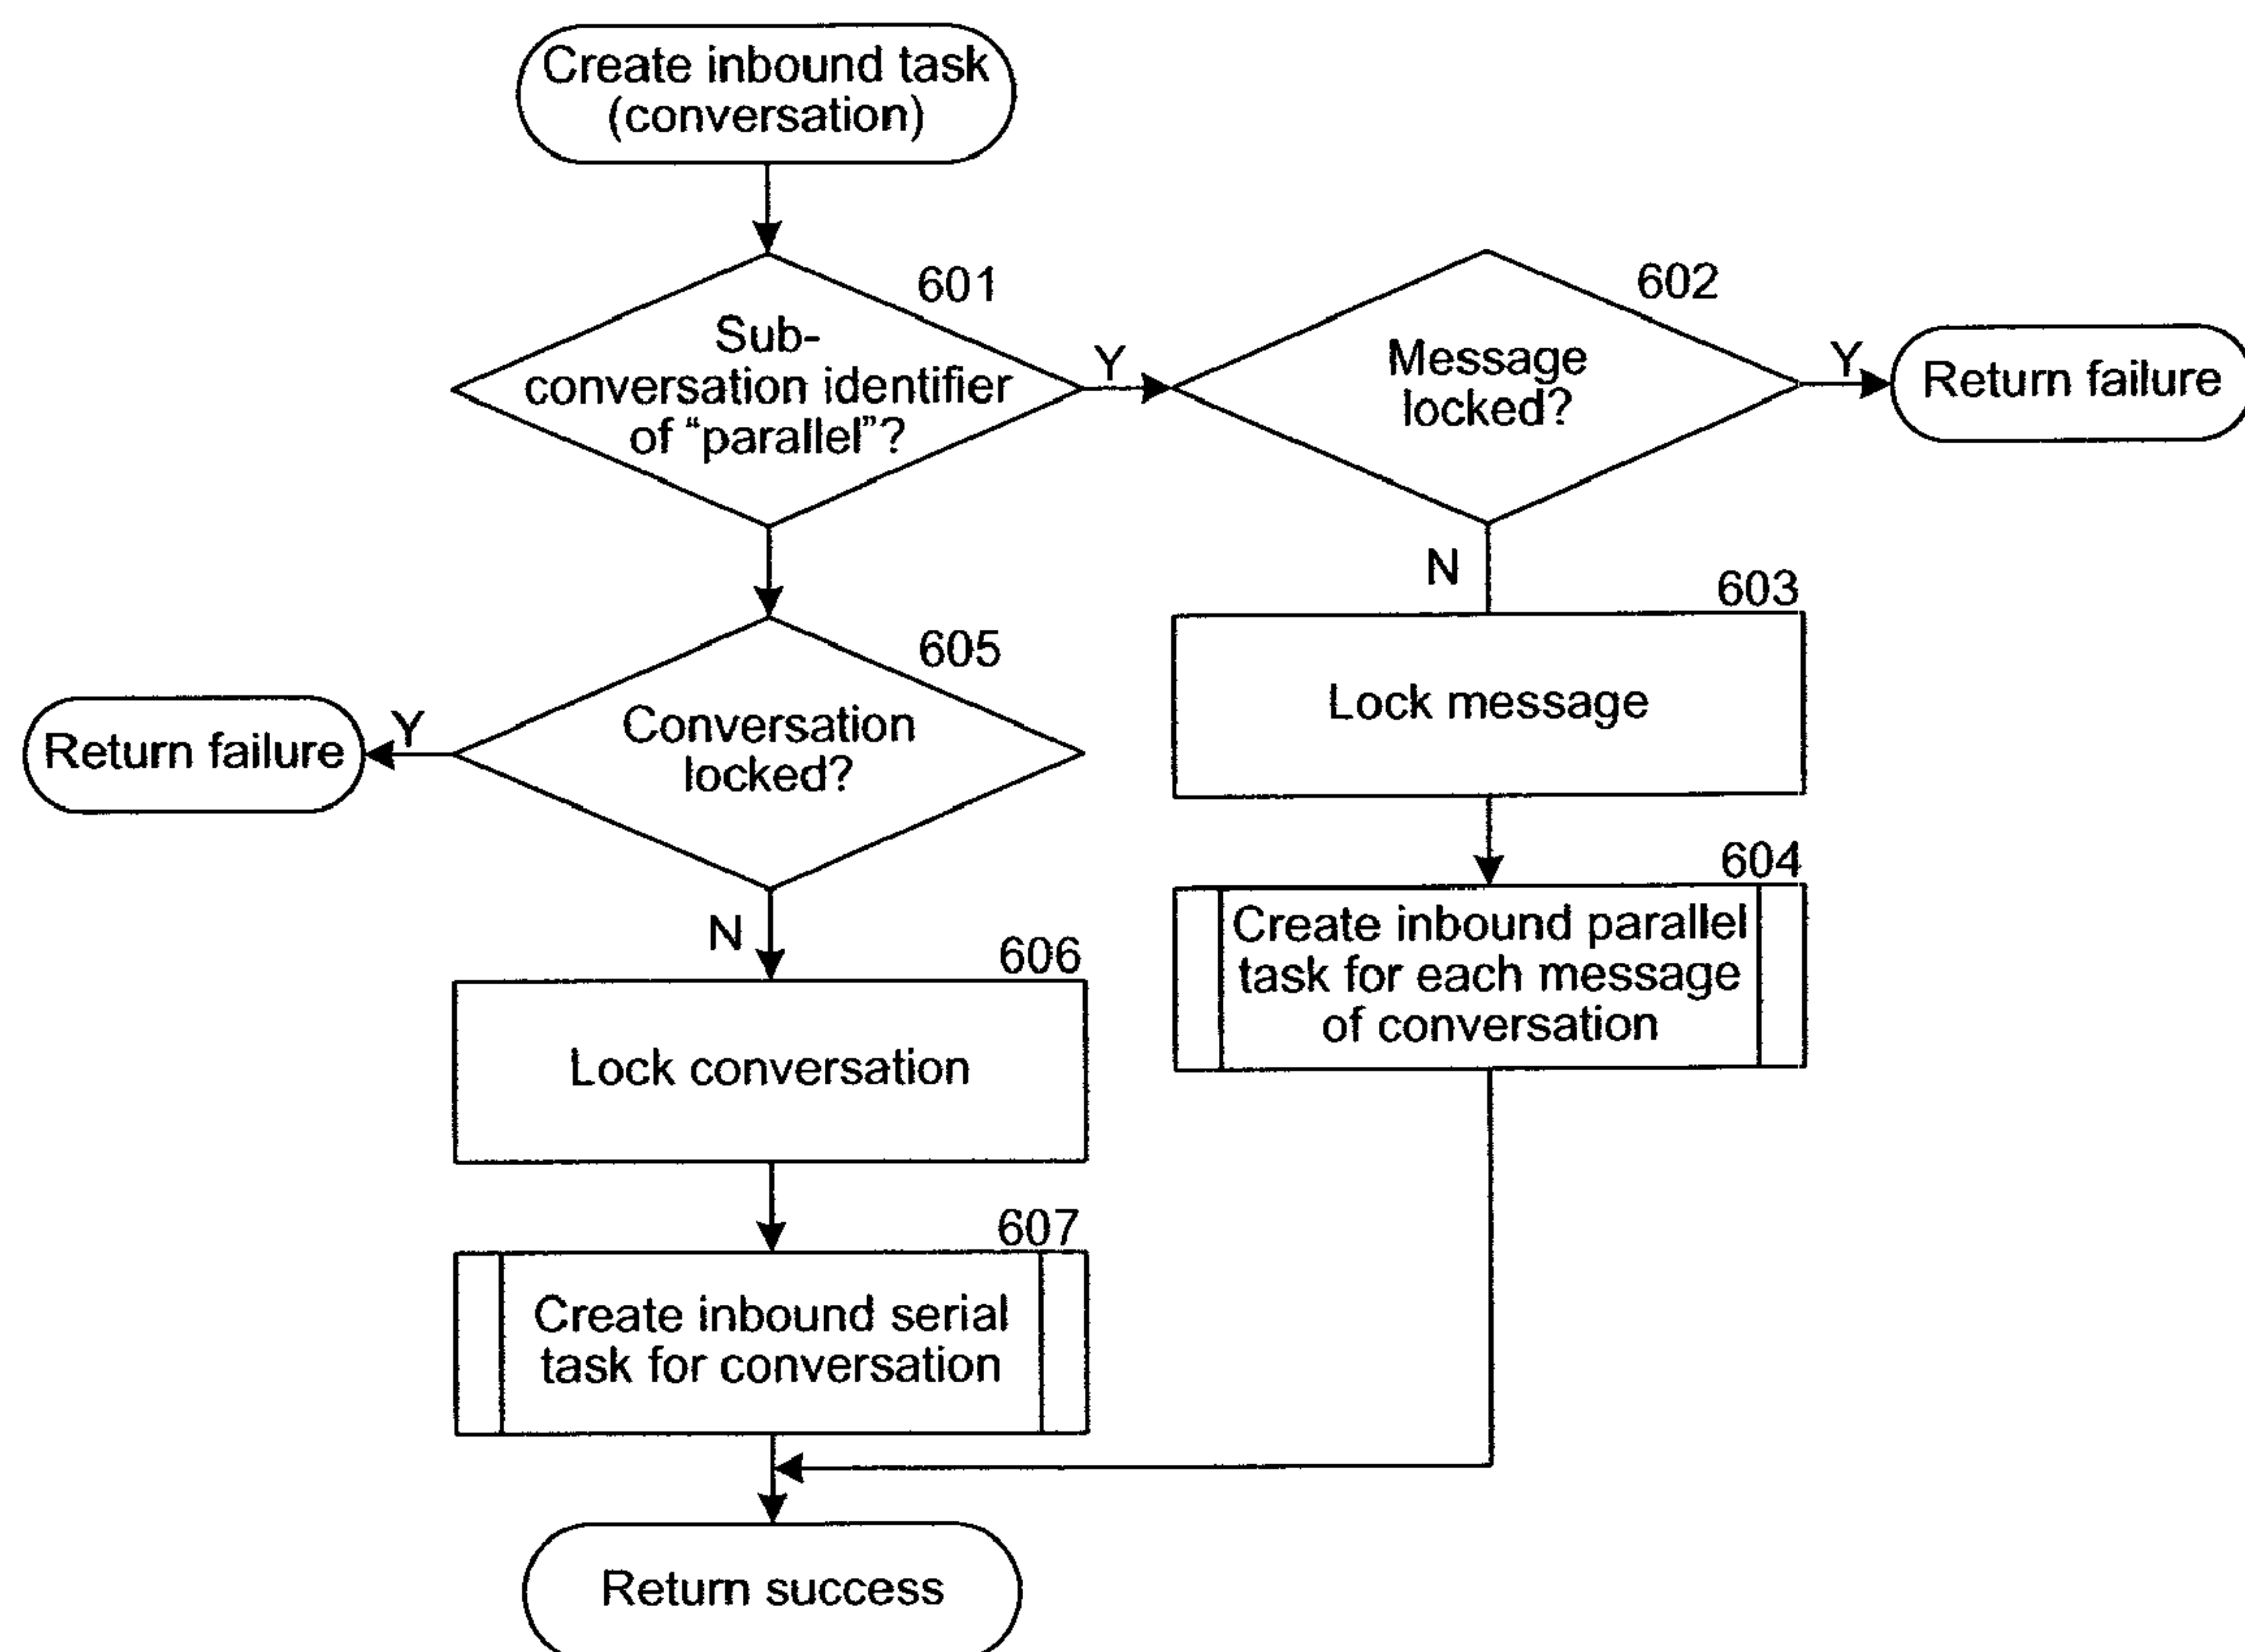 Create inbound task
(conversation)
601
Sub-
conversation identifier
of “parallel”?
Y
602
Message
locked?
Y
Return failure
N
603
Lock message
604
Create inbound parallel
task for each message
of conversation
605
Conversation
locked?
Y
Return failure
N
606
Lock conversation
607
Create inbound serial
task for conversation
Return success